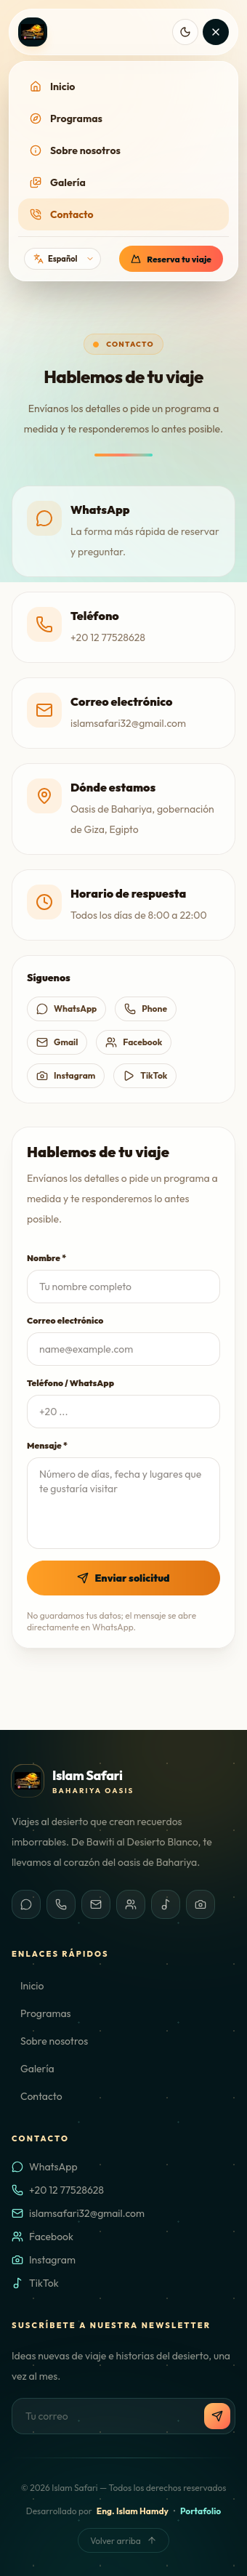 Inicio
Programas
Sobre nosotros
Galería
Contacto
Español
Reserva tu viaje
CONTACTO
Hablemos de tu viaje
Envíanos los detalles o pide un programa a
medida y te responderemos lo antes posible.
WhatsApp
La forma más rápida de reservar
y preguntar.
Teléfono
+20 12 77528628
Correo electrónico
islamsafari32@gmail.com
Dónde estamos
Oasis de Bahariya, gobernación
de Giza, Egipto
Horario de respuesta
Todos los días de 8:00 a 22:00
Síguenos
WhatsApp
Phone
Gmail
Facebook
Instagram
TikTok
Hablemos de tu viaje
Envíanos los detalles o pide un programa a
medida y te responderemos lo antes
posible.
Nombre *
Tu nombre completo
Correo electrónico
name@example.com
Teléfono / WhatsApp
+20 ...
Mensaje *
Número de días, fecha y lugares que
te gustaría visitar
Enviar solicitud
No guardamos tus datos; el mensaje se abre
directamente en WhatsApp.
Islam Safari
BAHARIYA OASIS
Viajes al desierto que crean recuerdos
imborrables. De Bawiti al Desierto Blanco, te
llevamos al corazón del oasis de Bahariya.
ENLACES RÁPIDOS
Inicio
Programas
Sobre nosotros
Galería
Contacto
CONTACTO
WhatsApp
+20 12 77528628
islamsafari32@gmail.com
Facebook
Instagram
TikTok
SUSCRÍBETE A NUESTRA NEWSLETTER
Ideas nuevas de viaje e historias del desierto, una
vez al mes.
Tu correo
© 2026 Islam Safari — Todos los derechos reservados
Desarrollado por Eng. Islam Hamdy · Portafolio
Volver arriba